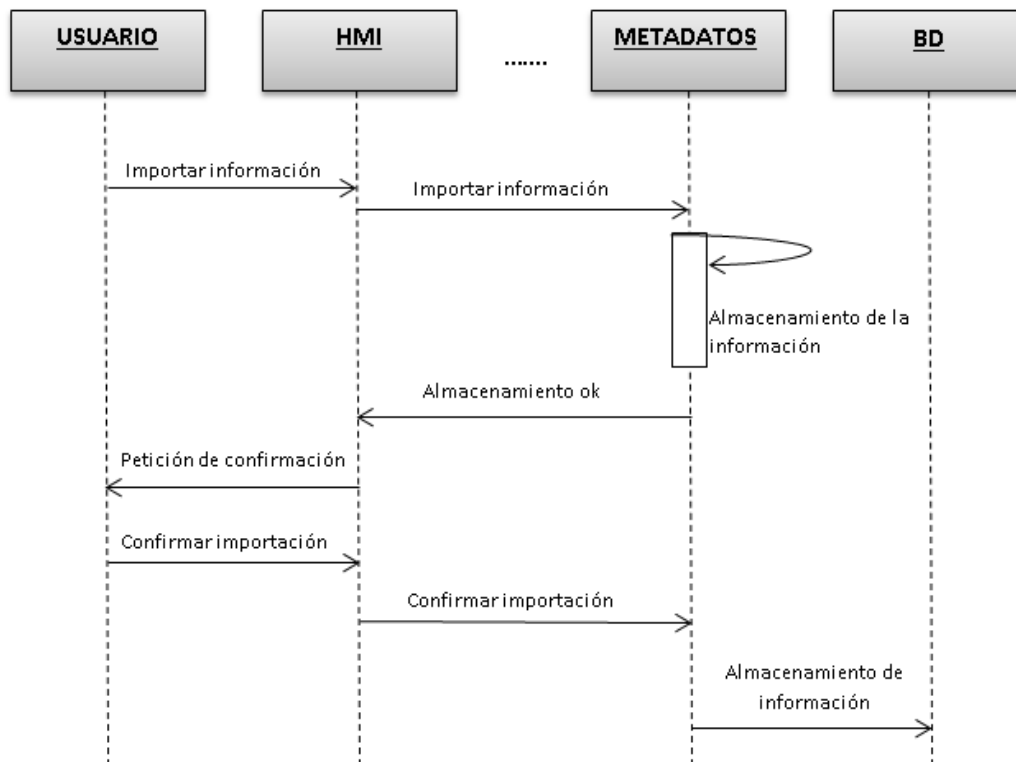 USUARIO
HMI
.......
METADATOS
BD
Importar información
Importar información
Almacenamiento de la
información
Almacenamiento ok
Petición de confirmación
Confirmar importación
Confirmar importación
Almacenamiento de
información